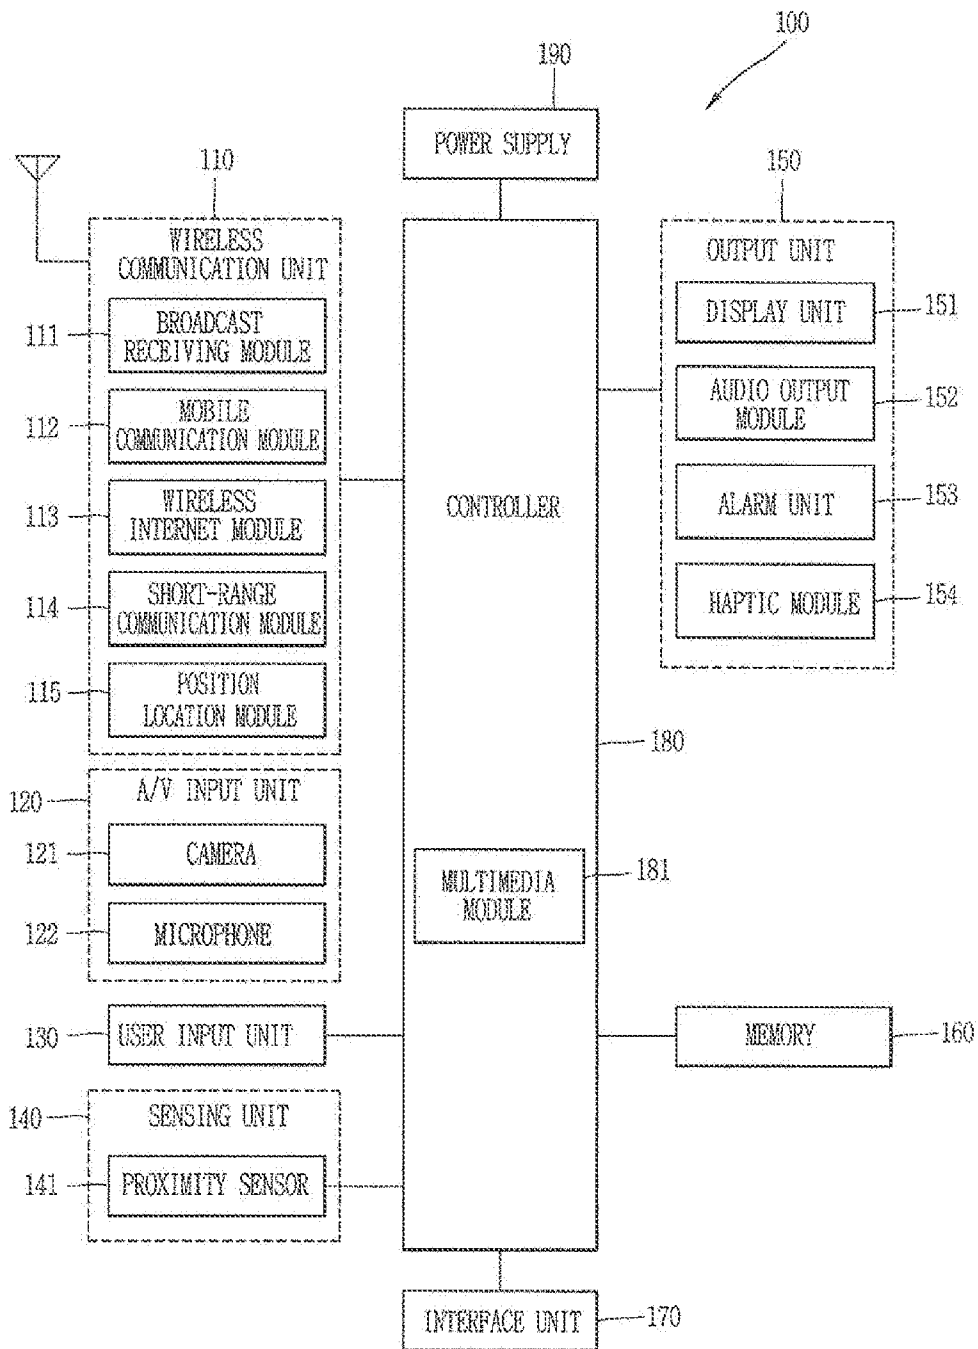 100
190
POWER SUPPLY
110
WIRELESS
COMMUNICATION UNIT
111
BROADCAST
RECEIVING MODULE
112
MOBILE
COMMUNICATION MODULE
113
WIRELESS
INTERNET MODULE
114
SHORT-RANGE
COMMUNICATION MODULE
115
POSITION
LOCATION MODULE
120
A/V INPUT UNIT
121
CAMERA
122
MICROPHONE
130
USER INPUT UNIT
140
SENSING UNIT
141
PROXIMITY SENSOR
CONTROLLER
180
MULTIMEDIA
MODULE
181
150
OUTPUT UNIT
DISPLAY UNIT
151
AUDIO OUTPUT
MODULE
152
ALARM UNIT
153
HAPTIC MODULE
154
MEMORY
160
INTERFACE UNIT
170